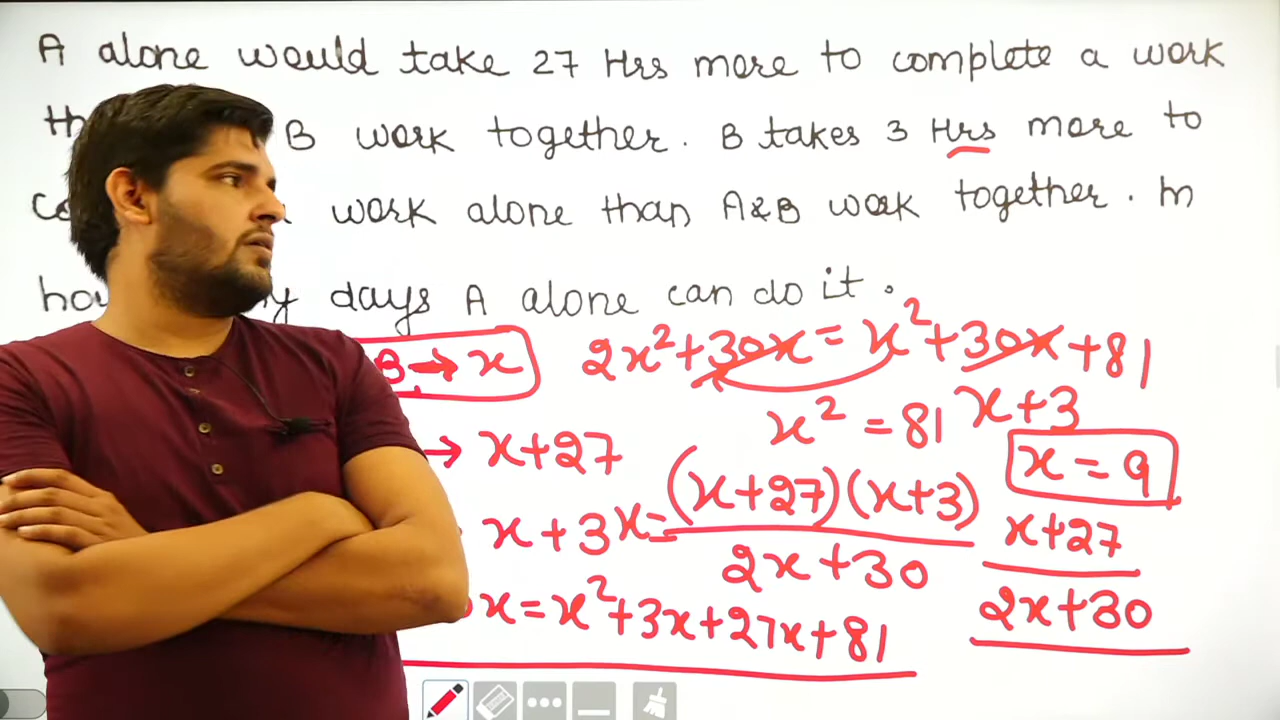 A alone would take 27 Hrs more to complete a work
B work together. B takes 3 Hrs more to
work alone than A&B work together. In
days A alone can do it.
B → x
2x²+30x = x²+30x+81
x² = 81
x+3
→ x+27
x = 9
x+3
x = (x+27)(x+3)
2x+30
x+27
2x+30
x = x²+3x+27x+81